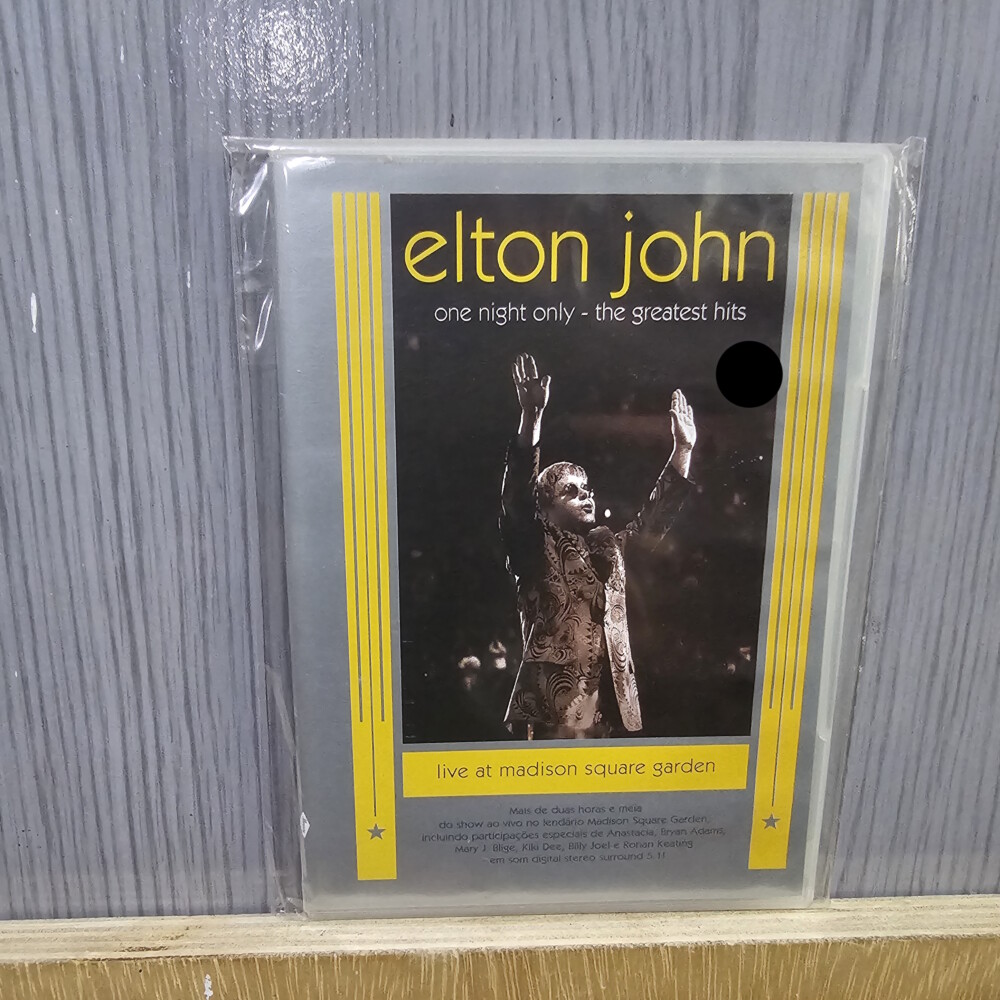 elton john
one night only - the greatest hits
live at madison square garden
Mais de duas horas e meia
do show ao vivo no lendário Madison Square Garden,
incluindo participações especiais de Anastacia, Bryan Adams,
Mary J. Blige, Kiki Dee, Billy Joel e Ronan Keating
- em som digital stereo surround 5.1!